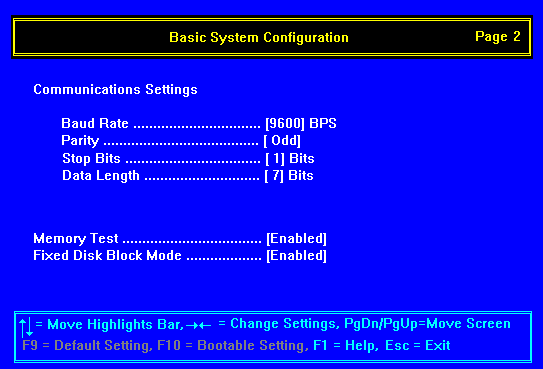 Basic System Configuration Page 2
Communications Settings
Baud Rate ................................ [9600] BPS
Parity ....................................... [ Odd]
Stop Bits .................................. [ 1] Bits
Data Length ............................. [ 7] Bits
Memory Test ................................... [Enabled]
Fixed Disk Block Mode ................... [Enabled]
↑↓ = Move Highlights Bar, →← = Change Settings, PgDn/PgUp=Move Screen
F9 = Default Setting, F10 = Bootable Setting, F1 = Help, Esc = Exit